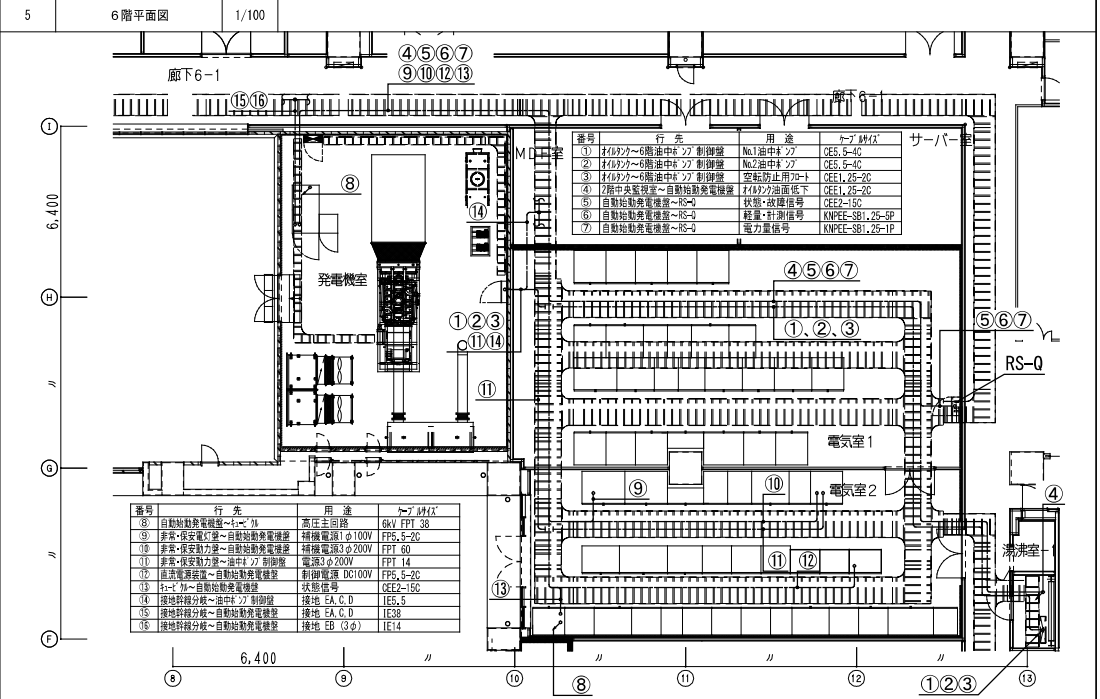 5 6階平面図 1/100
④⑤⑥⑦
⑨⑩⑫⑬
廊下6-1
廊下6-1
⑮⑯
I
MDF室
サーバー室
番号 行先 用途 ケーブルサイズ
① オイルタンク～6階油中ポンプ制御盤 No.1油中ポンプ CE5.5-4C
② オイルタンク～6階油中ポンプ制御盤 No.2油中ポンプ CE5.5-4C
③ オイルタンク～6階油中ポンプ制御盤 空転防止用フロート CEE1.25-2C
④ 2階中央監視室～自動始動発電機盤 オイルタンク油面低下 CEE1.25-2C
⑤ 自動始動発電機盤～RS-Q 状態・故障信号 CEE2-15C
⑥ 自動始動発電機盤～RS-Q 軽量・計測信号 KNPEE-SB1.25-5P
⑦ 自動始動発電機盤～RS-Q 電力量信号 KNPEE-SB1.25-1P
⑧
6,400
⑭
発電機室
④⑤⑥⑦
H
①②③
⑪⑭
①、②、③
⑤⑥⑦
RS-Q
〃
⑪
電気室1
G
⑨
⑩
電気室2
④
番号 行先 用途 ケーブルサイズ
⑧ 自動始動発電機盤～キュービクル 高圧主回路 6kV FPT 38
⑨ 非常・保安電灯盤～自動始動発電機盤 補機電源1φ100V FP5.5-2C
⑩ 非常・保安動力盤～自動始動発電機盤 補機電源3φ200V FPT 60
⑪ 非常・保安動力盤～油中ポンプ制御盤 電源3φ200V FPT 14
⑫ 直流電源装置～自動始動発電機盤 制御電源 DC100V FP5.5-2C
⑬ キュービクル～自動始動発電機盤 状態信号 CEE2-15C
⑭ 接地幹線分岐～油中ポンプ制御盤 接地 EA,C,D IE5.5
⑮ 接地幹線分岐～自動始動発電機盤 接地 EA,C,D IE38
⑯ 接地幹線分岐～自動始動発電機盤 接地 EB (3φ) IE14
〃
湯沸室-1
⑪
⑫
⑬
F
6,400 〃 〃 〃 〃
8 9 10 11 12 13
⑧
①②③